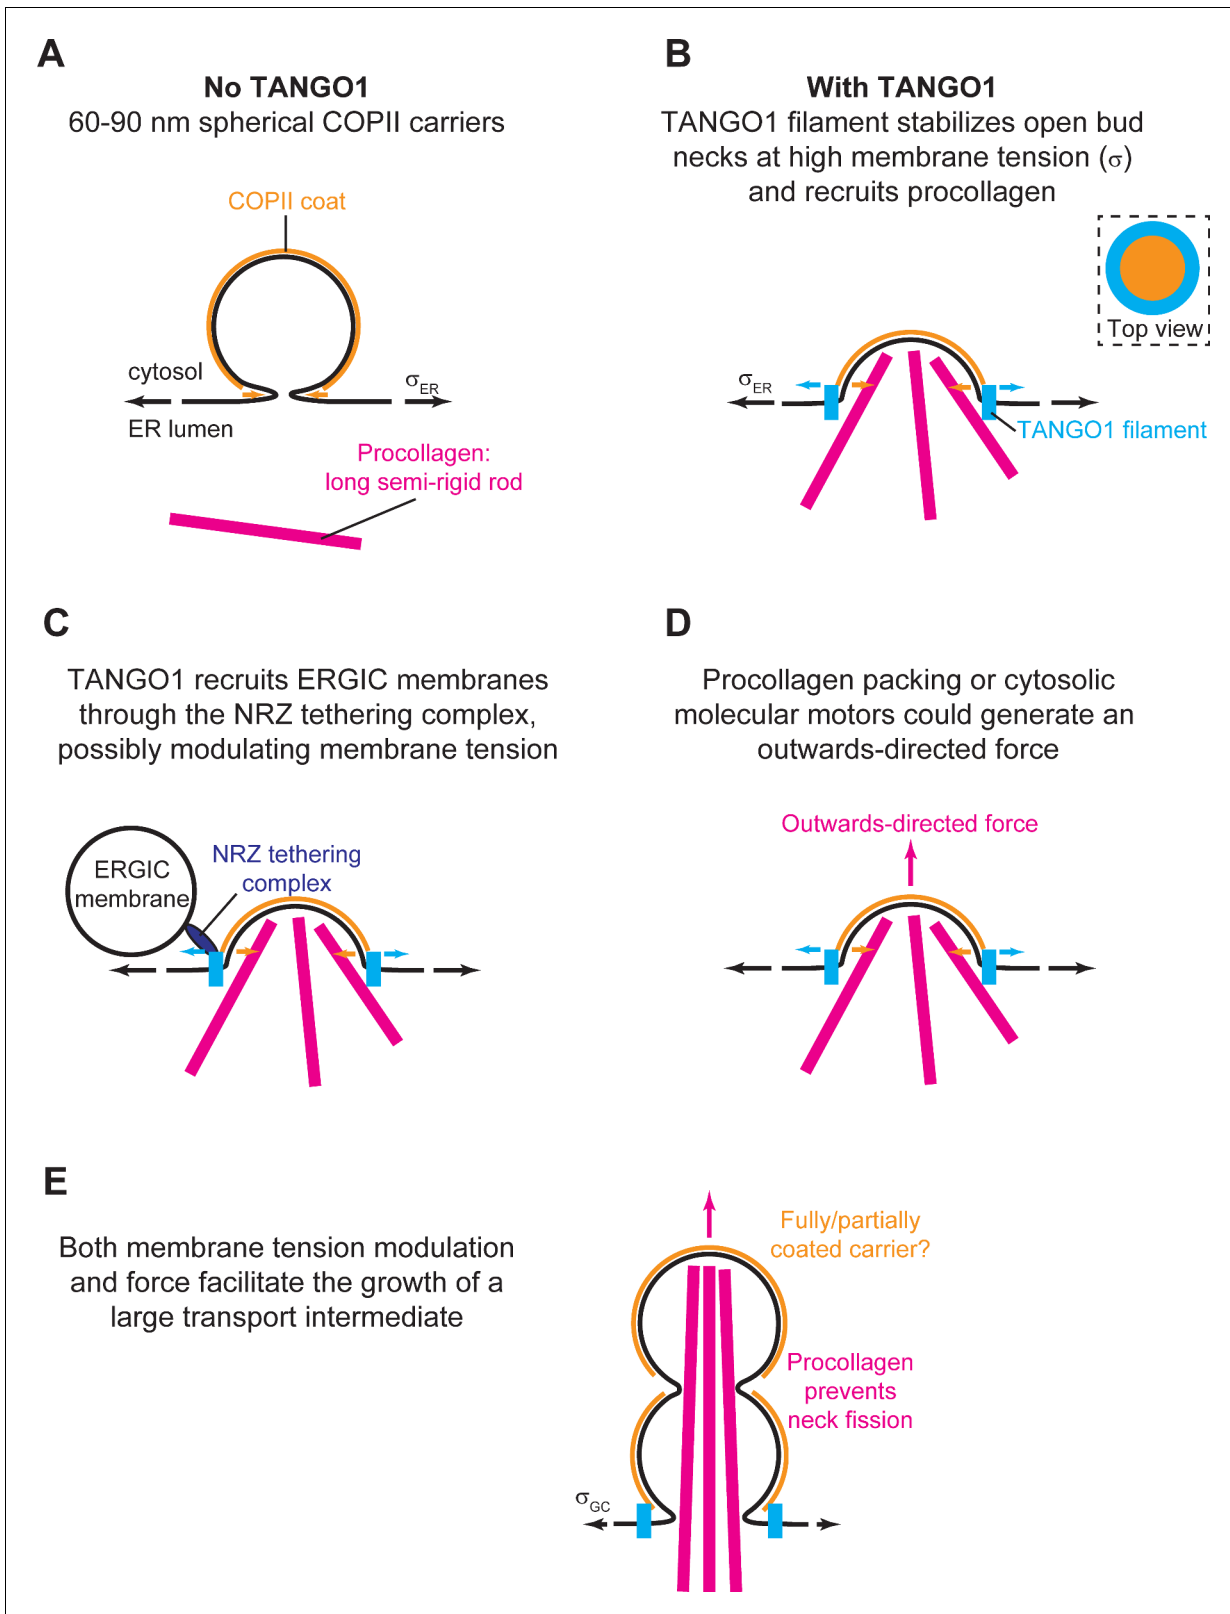 A
No TANGO1
60-90 nm spherical COPII carriers
COPII coat
cytosol
σER
ER lumen
Procollagen:
long semi-rigid rod
B
With TANGO1
TANGO1 filament stabilizes open bud
necks at high membrane tension (σ)
and recruits procollagen
Top view
σER
TANGO1 filament
C
TANGO1 recruits ERGIC membranes
through the NRZ tethering complex,
possibly modulating membrane tension
ERGIC
membrane
NRZ tethering
complex
D
Procollagen packing or cytosolic
molecular motors could generate an
outwards-directed force
Outwards-directed force
E
Both membrane tension modulation
and force facilitate the growth of a
large transport intermediate
Fully/partially
coated carrier?
Procollagen
prevents
neck fission
σGC